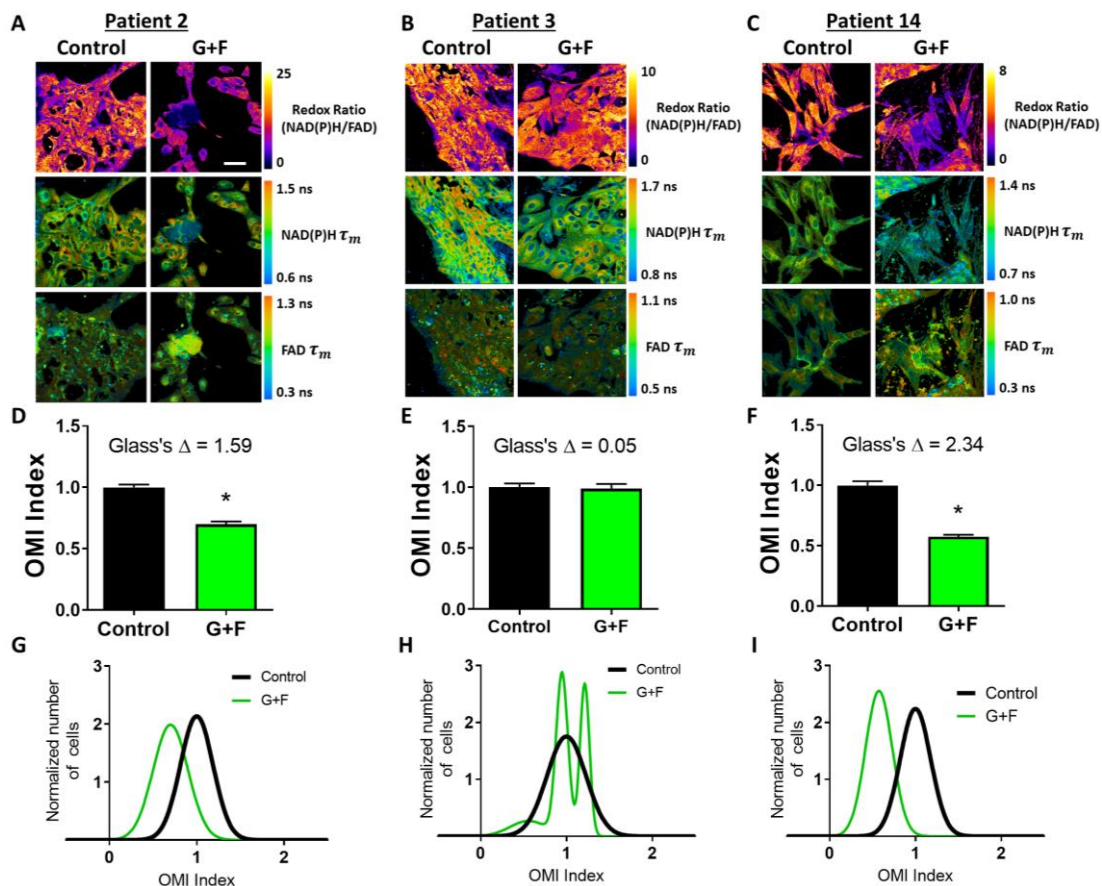 A Patient 2
Control G+F
25
Redox Ratio
(NAD(P)H/FAD)
0
1.5 ns
NAD(P)H τm
0.6 ns
1.3 ns
FAD τm
0.3 ns
B Patient 3
Control G+F
10
Redox Ratio
(NAD(P)H/FAD)
0
1.7 ns
NAD(P)H τm
0.8 ns
1.1 ns
FAD τm
0.5 ns
C Patient 14
Control G+F
8
Redox Ratio
(NAD(P)H/FAD)
0
1.4 ns
NAD(P)H τm
0.7 ns
1.0 ns
FAD τm
0.3 ns
D
OMI Index
1.5
1.0
0.5
0.0
Glass's Δ = 1.59
*
Control G+F
E
OMI Index
1.5
1.0
0.5
0.0
Glass's Δ = 0.05
Control G+F
F
OMI Index
1.5
1.0
0.5
0.0
Glass's Δ = 2.34
*
Control G+F
G
Normalized number
of cells
3
2
1
Control
G+F
0 1 2
OMI Index
H
Normalized number
of cells
3
2
1
Control
G+F
0 1 2
OMI Index
I
Normalized number
of cells
3
2
1
Control
G+F
0 1 2
OMI Index